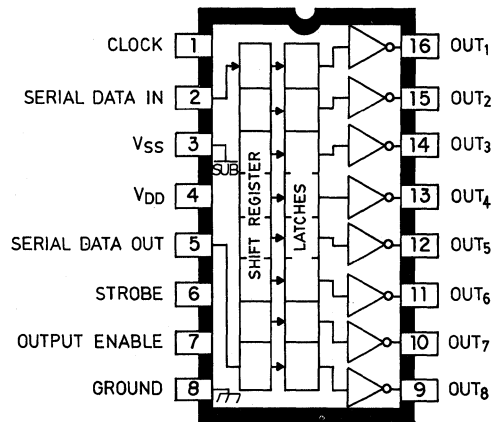 CLOCK 1 16 OUT1
SERIAL DATA IN 2 15 OUT2
VSS 3 14 OUT3
SUB
VDD 4 13 OUT4
SERIAL DATA OUT 5 12 OUT5
STROBE 6 11 OUT6
OUTPUT ENABLE 7 10 OUT7
GROUND 8 9 OUT8
SHIFT REGISTER
LATCHES